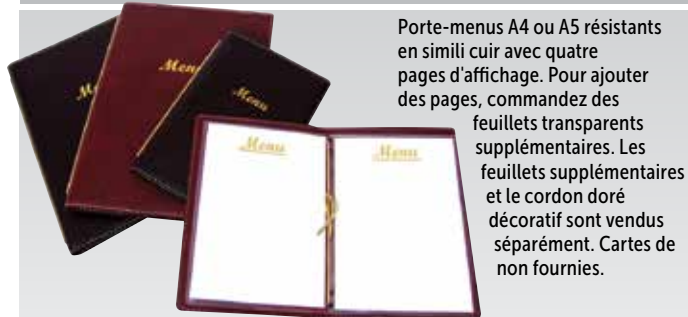 Menu
Menu
Menu
Menu
Menu
Porte-menus A4 ou A5 résistants
en simili cuir avec quatre
pages d'affichage. Pour ajouter
des pages, commandez des
feuillets transparents
supplémentaires. Les
feuillets supplémentaires
et le cordon doré
décoratif sont vendus
séparément. Cartes de
non fournies.